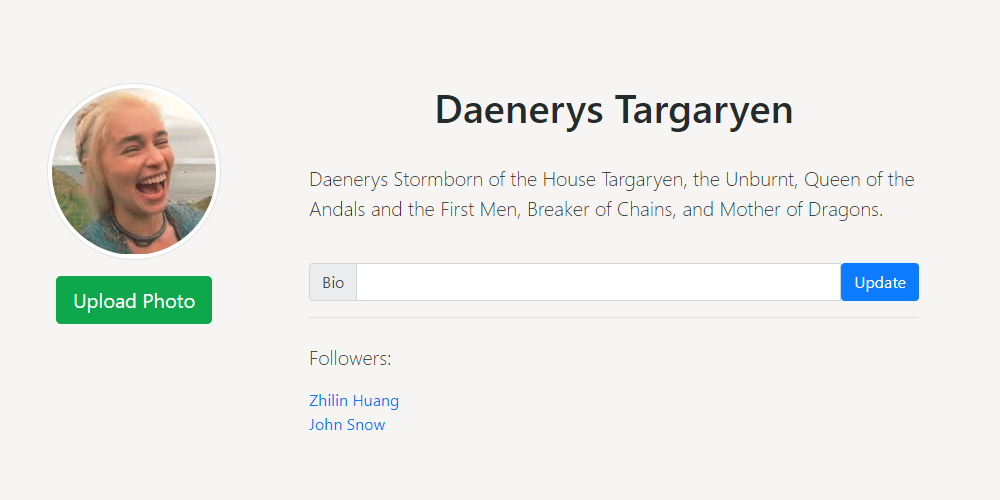 Daenerys Targaryen
Daenerys Stormborn of the House Targaryen, the Unburnt, Queen of the
Andals and the First Men, Breaker of Chains, and Mother of Dragons.
Upload Photo
Bio
Update
Followers:
Zhilin Huang
John Snow